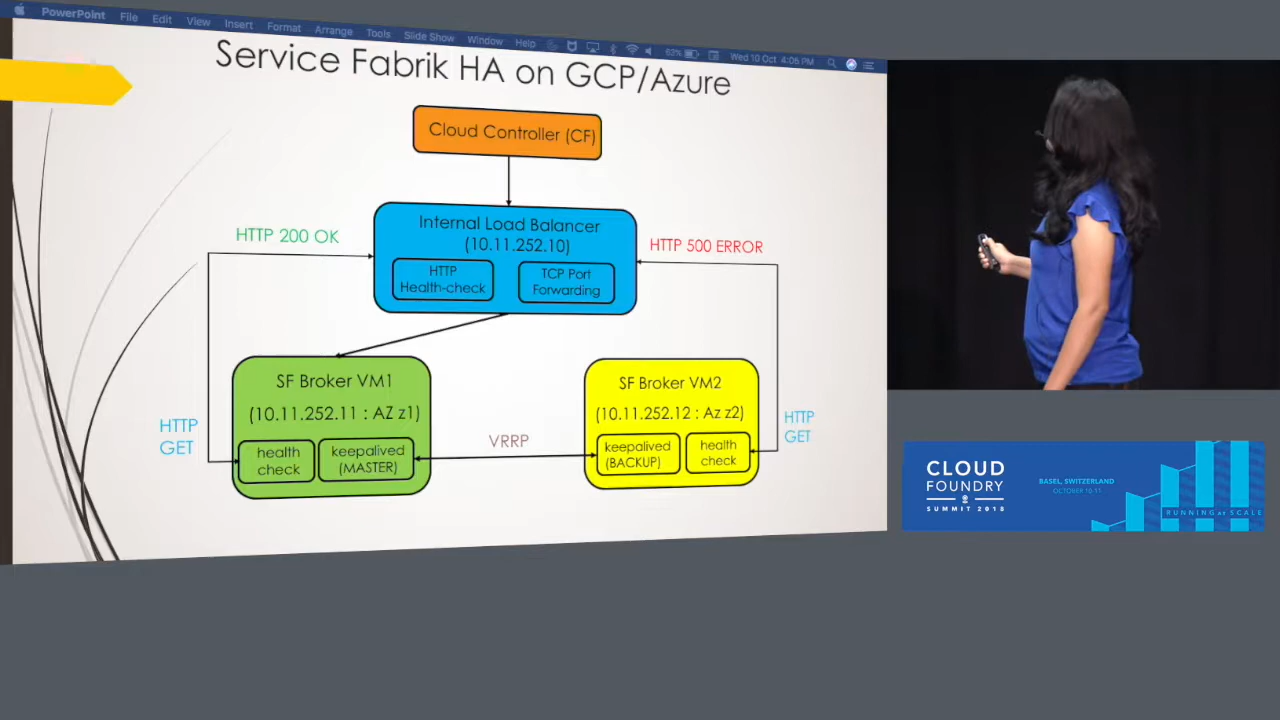 PowerPoint File Edit View Insert Format Arrange Tools Slide Show Window Help 62% Wed 10 Oct 4:06 PM
Service Fabrik HA on GCP/Azure
Cloud Controller (CF)
Internal Load Balancer
(10.11.252.10)
HTTP
Health-check
TCP Port
Forwarding
HTTP 200 OK
HTTP 500 ERROR
SF Broker VM1
(10.11.252.11 : AZ z1)
health
check
keepalived
(MASTER)
HTTP
GET
VRRP
SF Broker VM2
(10.11.252.12 : Az z2)
keepalived
(BACKUP)
health
check
HTTP
GET
CLOUD
FOUNDRY
SUMMIT 2018
BASEL, SWITZERLAND
OCTOBER 10-11
RUNNING at SCALE